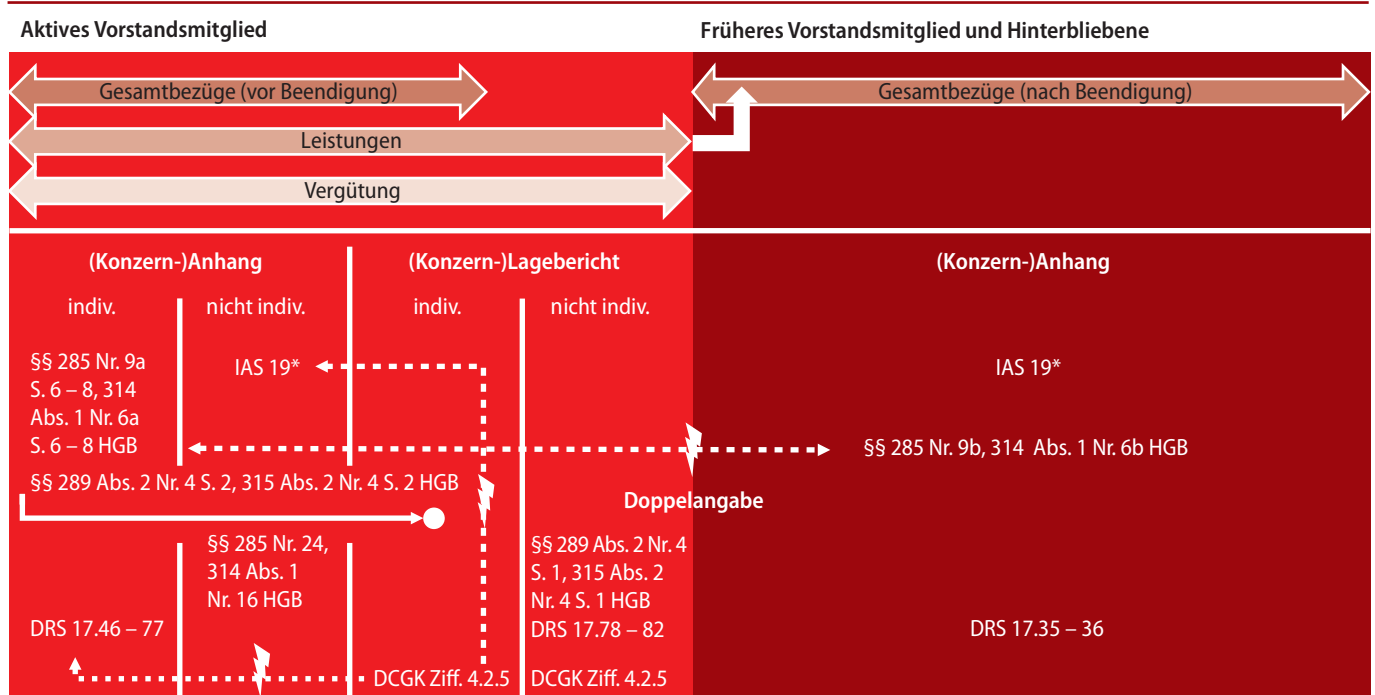 Aktives Vorstandsmitglied
Früheres Vorstandsmitglied und Hinterbliebene
Gesamtbezüge (vor Beendigung)
Gesamtbezüge (nach Beendigung)
Leistungen
Vergütung
(Konzern-)Anhang
(Konzern-)Lagebericht
(Konzern-)Anhang
indiv.
nicht indiv.
indiv.
nicht indiv.
§§ 285 Nr. 9a
S. 6 – 8, 314
Abs. 1 Nr. 6a
S. 6 – 8 HGB
IAS 19*
IAS 19*
§§ 285 Nr. 9b, 314 Abs. 1 Nr. 6b HGB
§§ 289 Abs. 2 Nr. 4 S. 2, 315 Abs. 2 Nr. 4 S. 2 HGB
Doppelangabe
§§ 285 Nr. 24,
314 Abs. 1
Nr. 16 HGB
§§ 289 Abs. 2 Nr. 4
S. 1, 315 Abs. 2
Nr. 4 S. 1 HGB
DRS 17.78 – 82
DRS 17.46 – 77
DRS 17.35 – 36
DCGK Ziff. 4.2.5
DCGK Ziff. 4.2.5